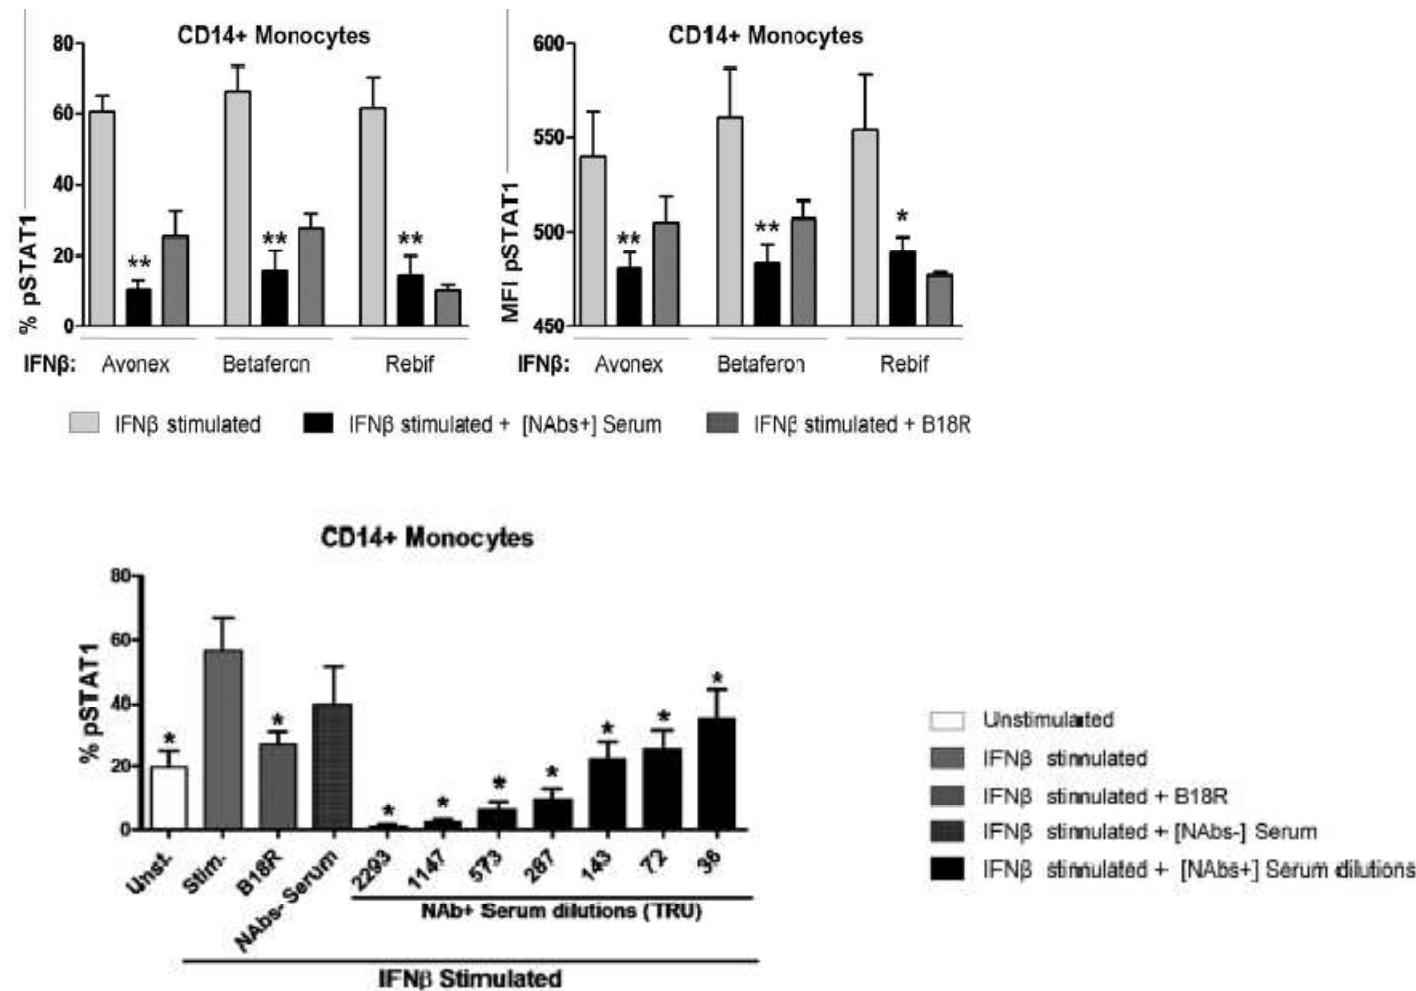 CD14+ Monocytes
80
60
40
20
0
% pSTAT1
** ** **
IFNβ: Avonex Betaferon Rebif
CD14+ Monocytes
600
550
500
450
MFI pSTAT1
** ** *
IFNβ: Avonex Betaferon Rebif
IFNβ stimulated IFNβ stimulated + [NAbs+] Serum IFNβ stimulated + B18R
CD14+ Monocytes
80
60
40
20
0
% pSTAT1
* * * * * * * * *
Unst. Stim. B18R NAbs- Serum 2293 1147 573 287 143 72 36
NAb+ Serum dilutions (TRU)
IFNβ Stimulated
Unstimulated
IFNβ stimulated
IFNβ stimulated + B18R
IFNβ stimulated + [NAbs-] Serum
IFNβ stimulated + [NAbs+] Serum dilutions